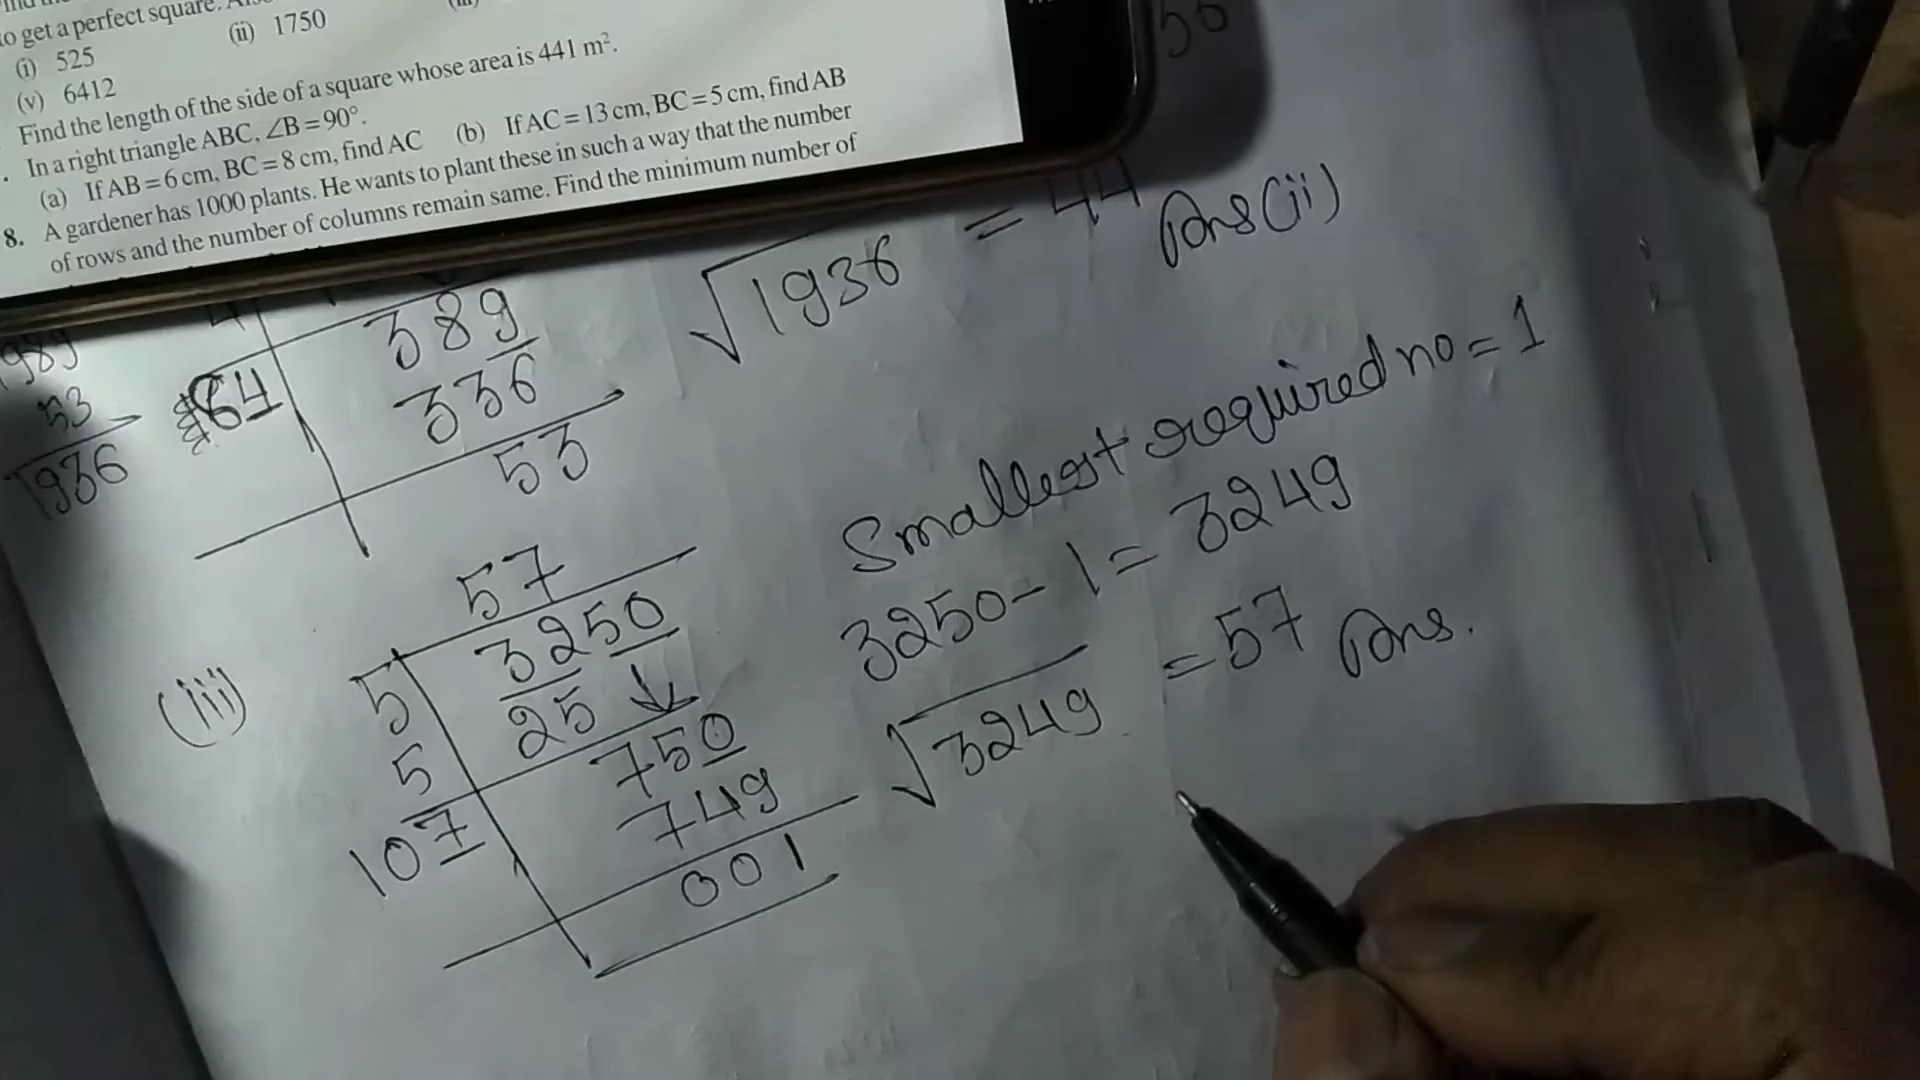 to get a perfect square.
(i) 525
(ii) 1750
(v) 6412
Find the length of the side of a square whose area is 441 m².
In a right triangle ABC, ∠B = 90°.
(a) If AB = 6 cm, BC = 8 cm, find AC (b) If AC = 13 cm, BC = 5 cm, find AB
8. A gardener has 1000 plants. He wants to plant these in such a way that the number
of rows and the number of columns remain same. Find the minimum number of
1989
53
1936
389
84
336
53
√1936 = 44 Ans (ii)
(iii)
57
5 3250
25
5 750
107 749
001
Smallest required no = 1
3250 - 1 = 3249
√3249 = 57 Ans.